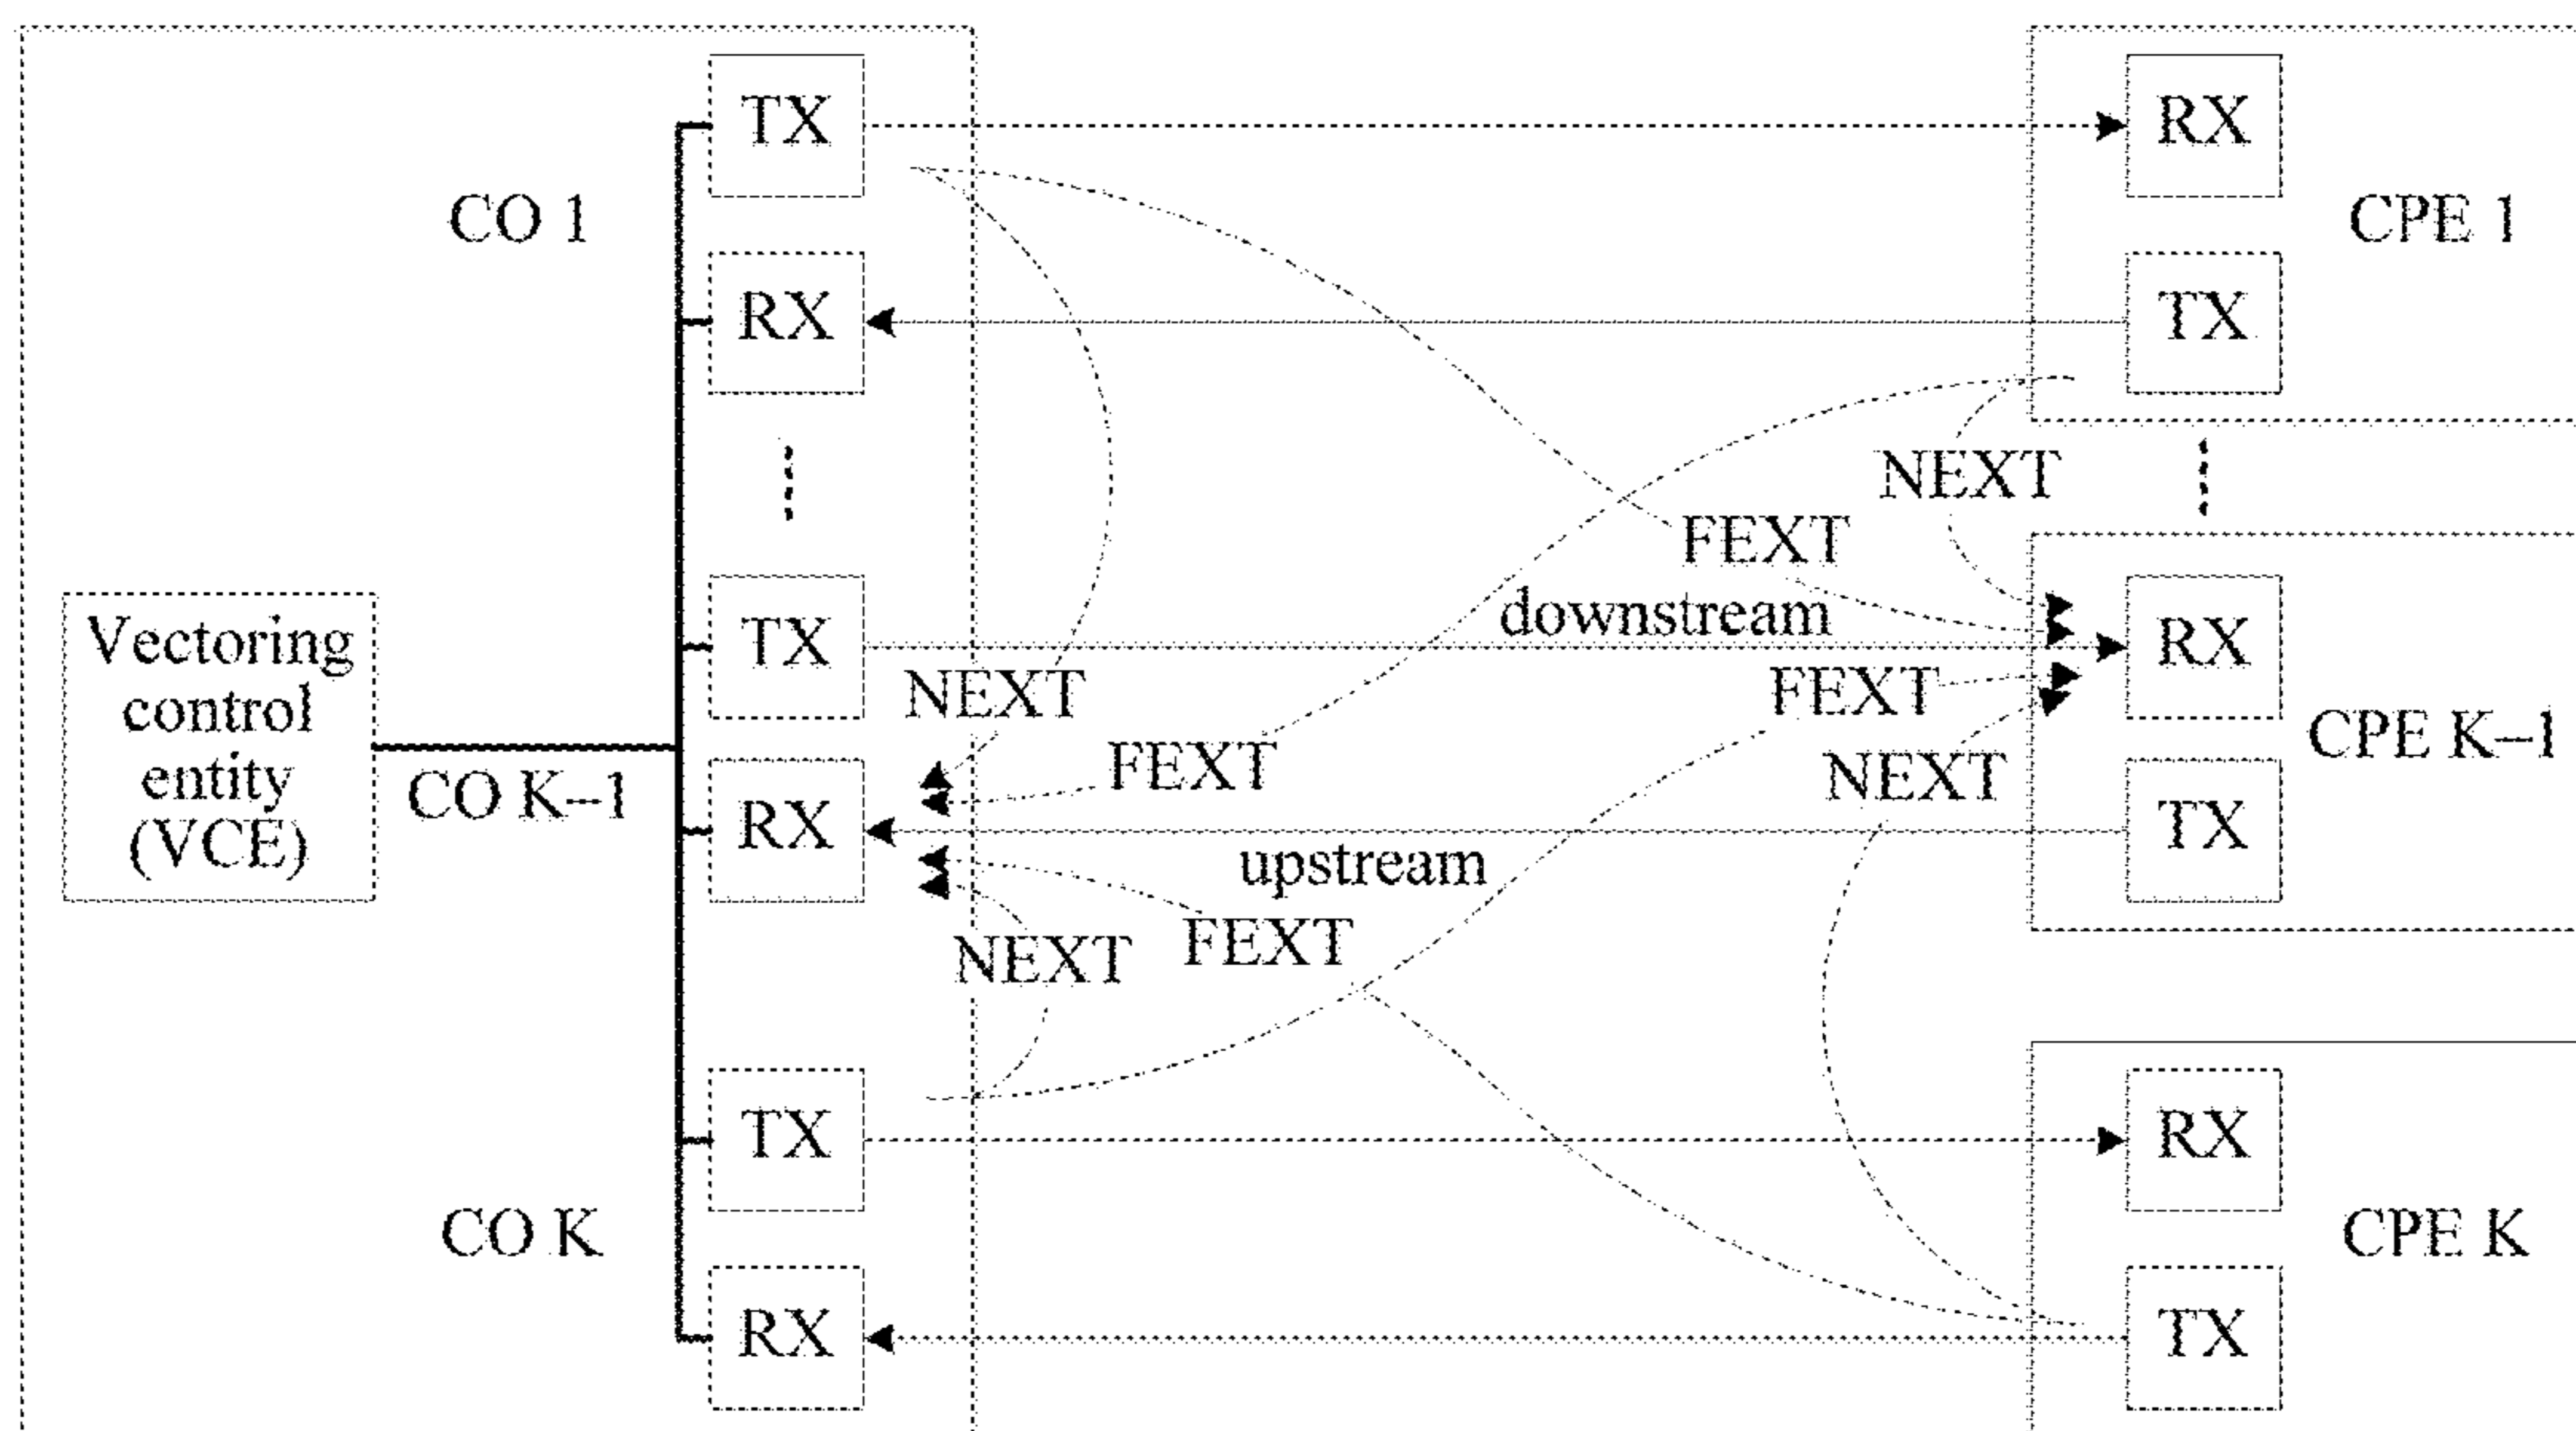 TX
RX
CO 1
CPE 1
RX
TX
NEXT
FEXT
TX
downstream
RX
Vectoring
control
entity
(VCE)
NEXT
FEXT
CPE K–1
FEXT
NEXT
CO K–1
RX
TX
upstream
NEXT
FEXT
TX
RX
CO K
CPE K
RX
TX